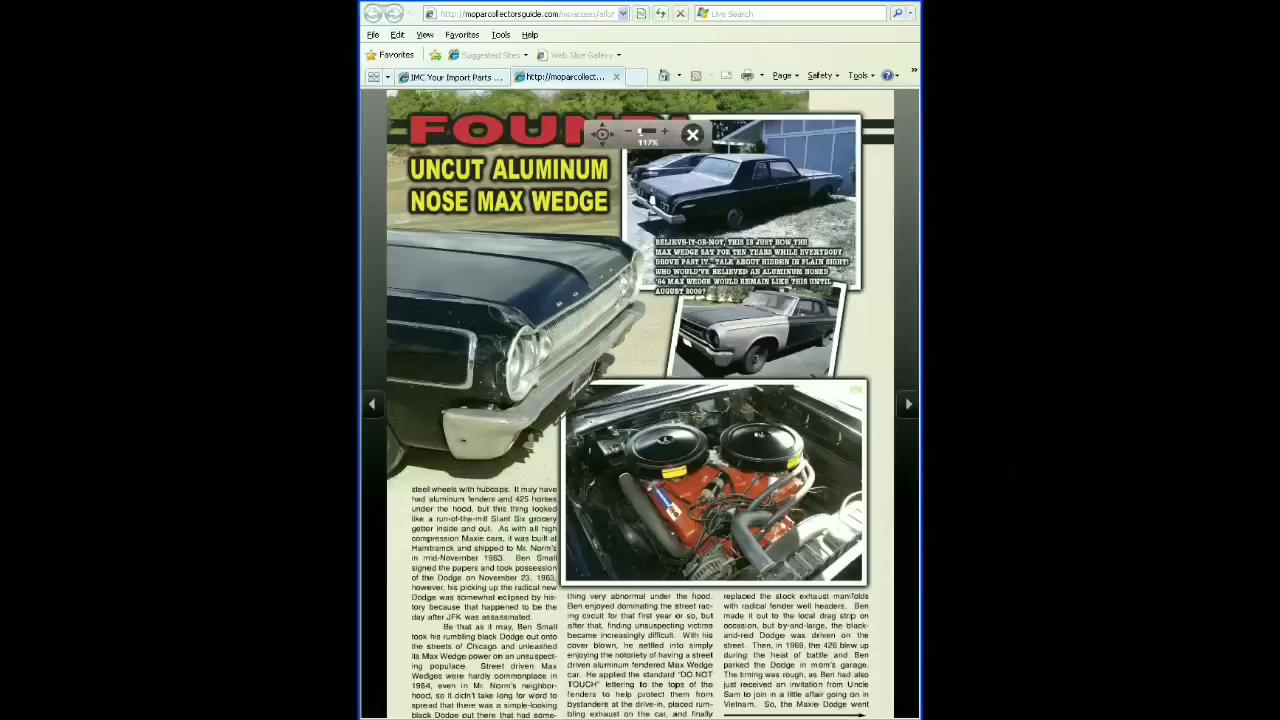 http://moparcollectorsguide.com/moaccess/allpr
Live Search
File Edit View Favorites Tools Help
Favorites Suggested Sites Web Slice Gallery
IMC Your Import Parts ... http://moparcollect... Page Safety Tools
FOUND
117%
UNCUT ALUMINUM
NOSE MAX WEDGE
BELIEVE-IT-OR-NOT, THIS IS JUST HOW THE
MAX WEDGE SAT FOR TEN YEARS WHILE EVERYBODY
DROVE PAST IT. TALK ABOUT HIDDEN IN PLAIN SIGHT!
WHO WOULD'VE BELIEVED AN ALUMINUM NOSED
'64 MAX WEDGE WOULD REMAIN LIKE THIS UNTIL
AUGUST 2009?
steel wheels with hubcaps. It may have
had aluminum fenders and 425 horses
under the hood, but this thing looked
like a run-of-the-mill Slant Six grocery
getter inside and out. As with all high
compression Maxie cars, it was built at
Hamtramck and shipped to Mr. Norm's
in mid-November 1963. Ben Small
signed the papers and took possession
of the Dodge on November 23, 1963,
however, his picking up the radical new
Dodge was somewhat eclipsed by his-
tory because that happened to be the
day after JFK was assassinated.
Be that as it may, Ben Small
took his rumbling black Dodge out onto
the streets of Chicago and unleashed
its Max Wedge power on an unsuspect-
ing populace. Street driven Max
Wedges were hardly commonplace in
1964, even in Mr. Norm's neighbor-
hood, so it didn't take long for word to
spread that there was a simple-looking
black Dodge out there that had some-
thing very abnormal under the hood.
Ben enjoyed dominating the street rac-
ing circuit for that first year or so, but
after that, finding unsuspecting victims
became increasingly difficult. With his
cover blown, he settled into simply
enjoying the notoriety of having a street
driven aluminum fendered Max Wedge
car. He applied the standard "DO NOT
TOUCH" lettering to the tops of the
fenders to help protect them from
bystanders at the drive-in, placed rum-
bling exhaust on the car, and finally
replaced the stock exhaust manifolds
with radical fender well headers. Ben
made it out to the local drag strip on
occasion, but by-and-large, the black-
and-red Dodge was driven on the
street. Then, in 1969, the 426 blew up
during the heat of battle and Ben
parked the Dodge in mom's garage.
The timing was rough, as Ben had also
just received an invitation from Uncle
Sam to join in a little affair going on in
Vietnam. So, the Maxie Dodge went